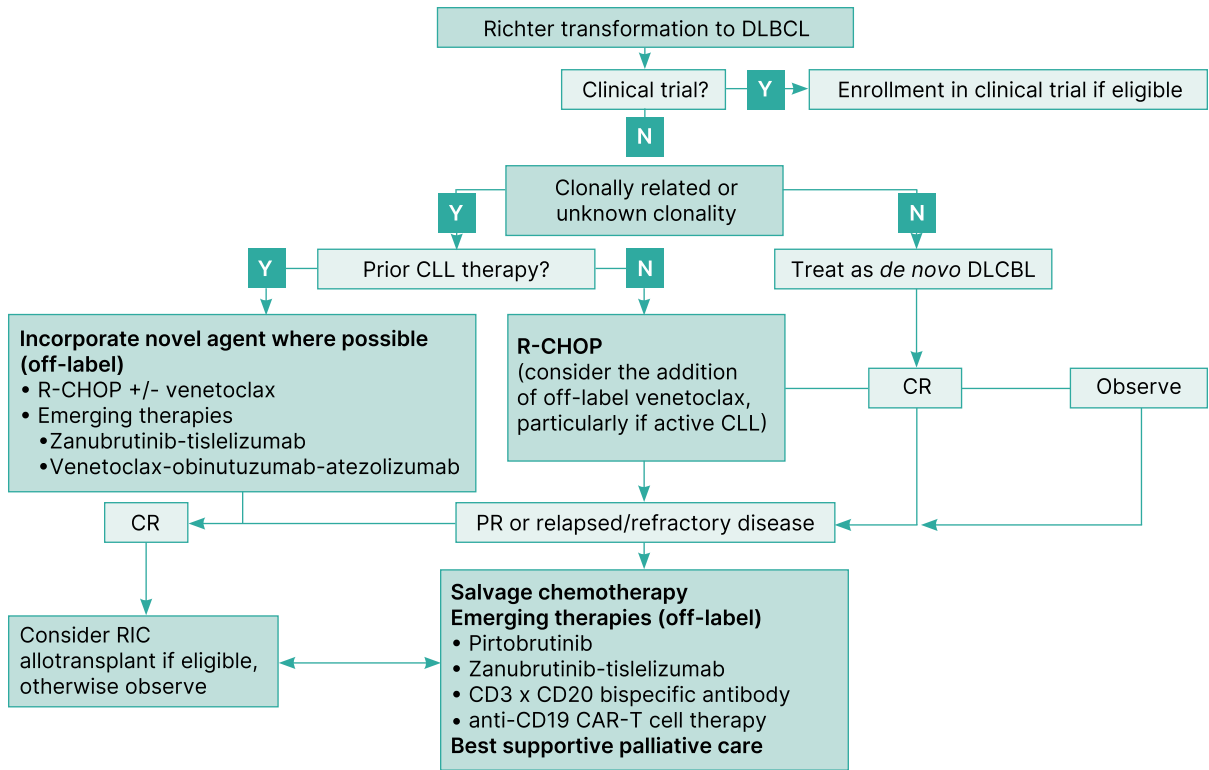 Richter transformation to DLBCL
Clinical trial?
Y
Enrollment in clinical trial if eligible
N
Clonally related or
unknown clonality
Y
N
Y
Prior CLL therapy?
N
Treat as de novo DLCBL
Incorporate novel agent where possible
(off-label)
• R-CHOP +/- venetoclax
• Emerging therapies
•Zanubrutinib-tislelizumab
•Venetoclax-obinutuzumab-atezolizumab
R-CHOP
(consider the addition
of off-label venetoclax,
particularly if active CLL)
CR
Observe
CR
PR or relapsed/refractory disease
Consider RIC
allotransplant if eligible,
otherwise observe
Salvage chemotherapy
Emerging therapies (off-label)
• Pirtobrutinib
• Zanubrutinib-tislelizumab
• CD3 x CD20 bispecific antibody
• anti-CD19 CAR-T cell therapy
Best supportive palliative care